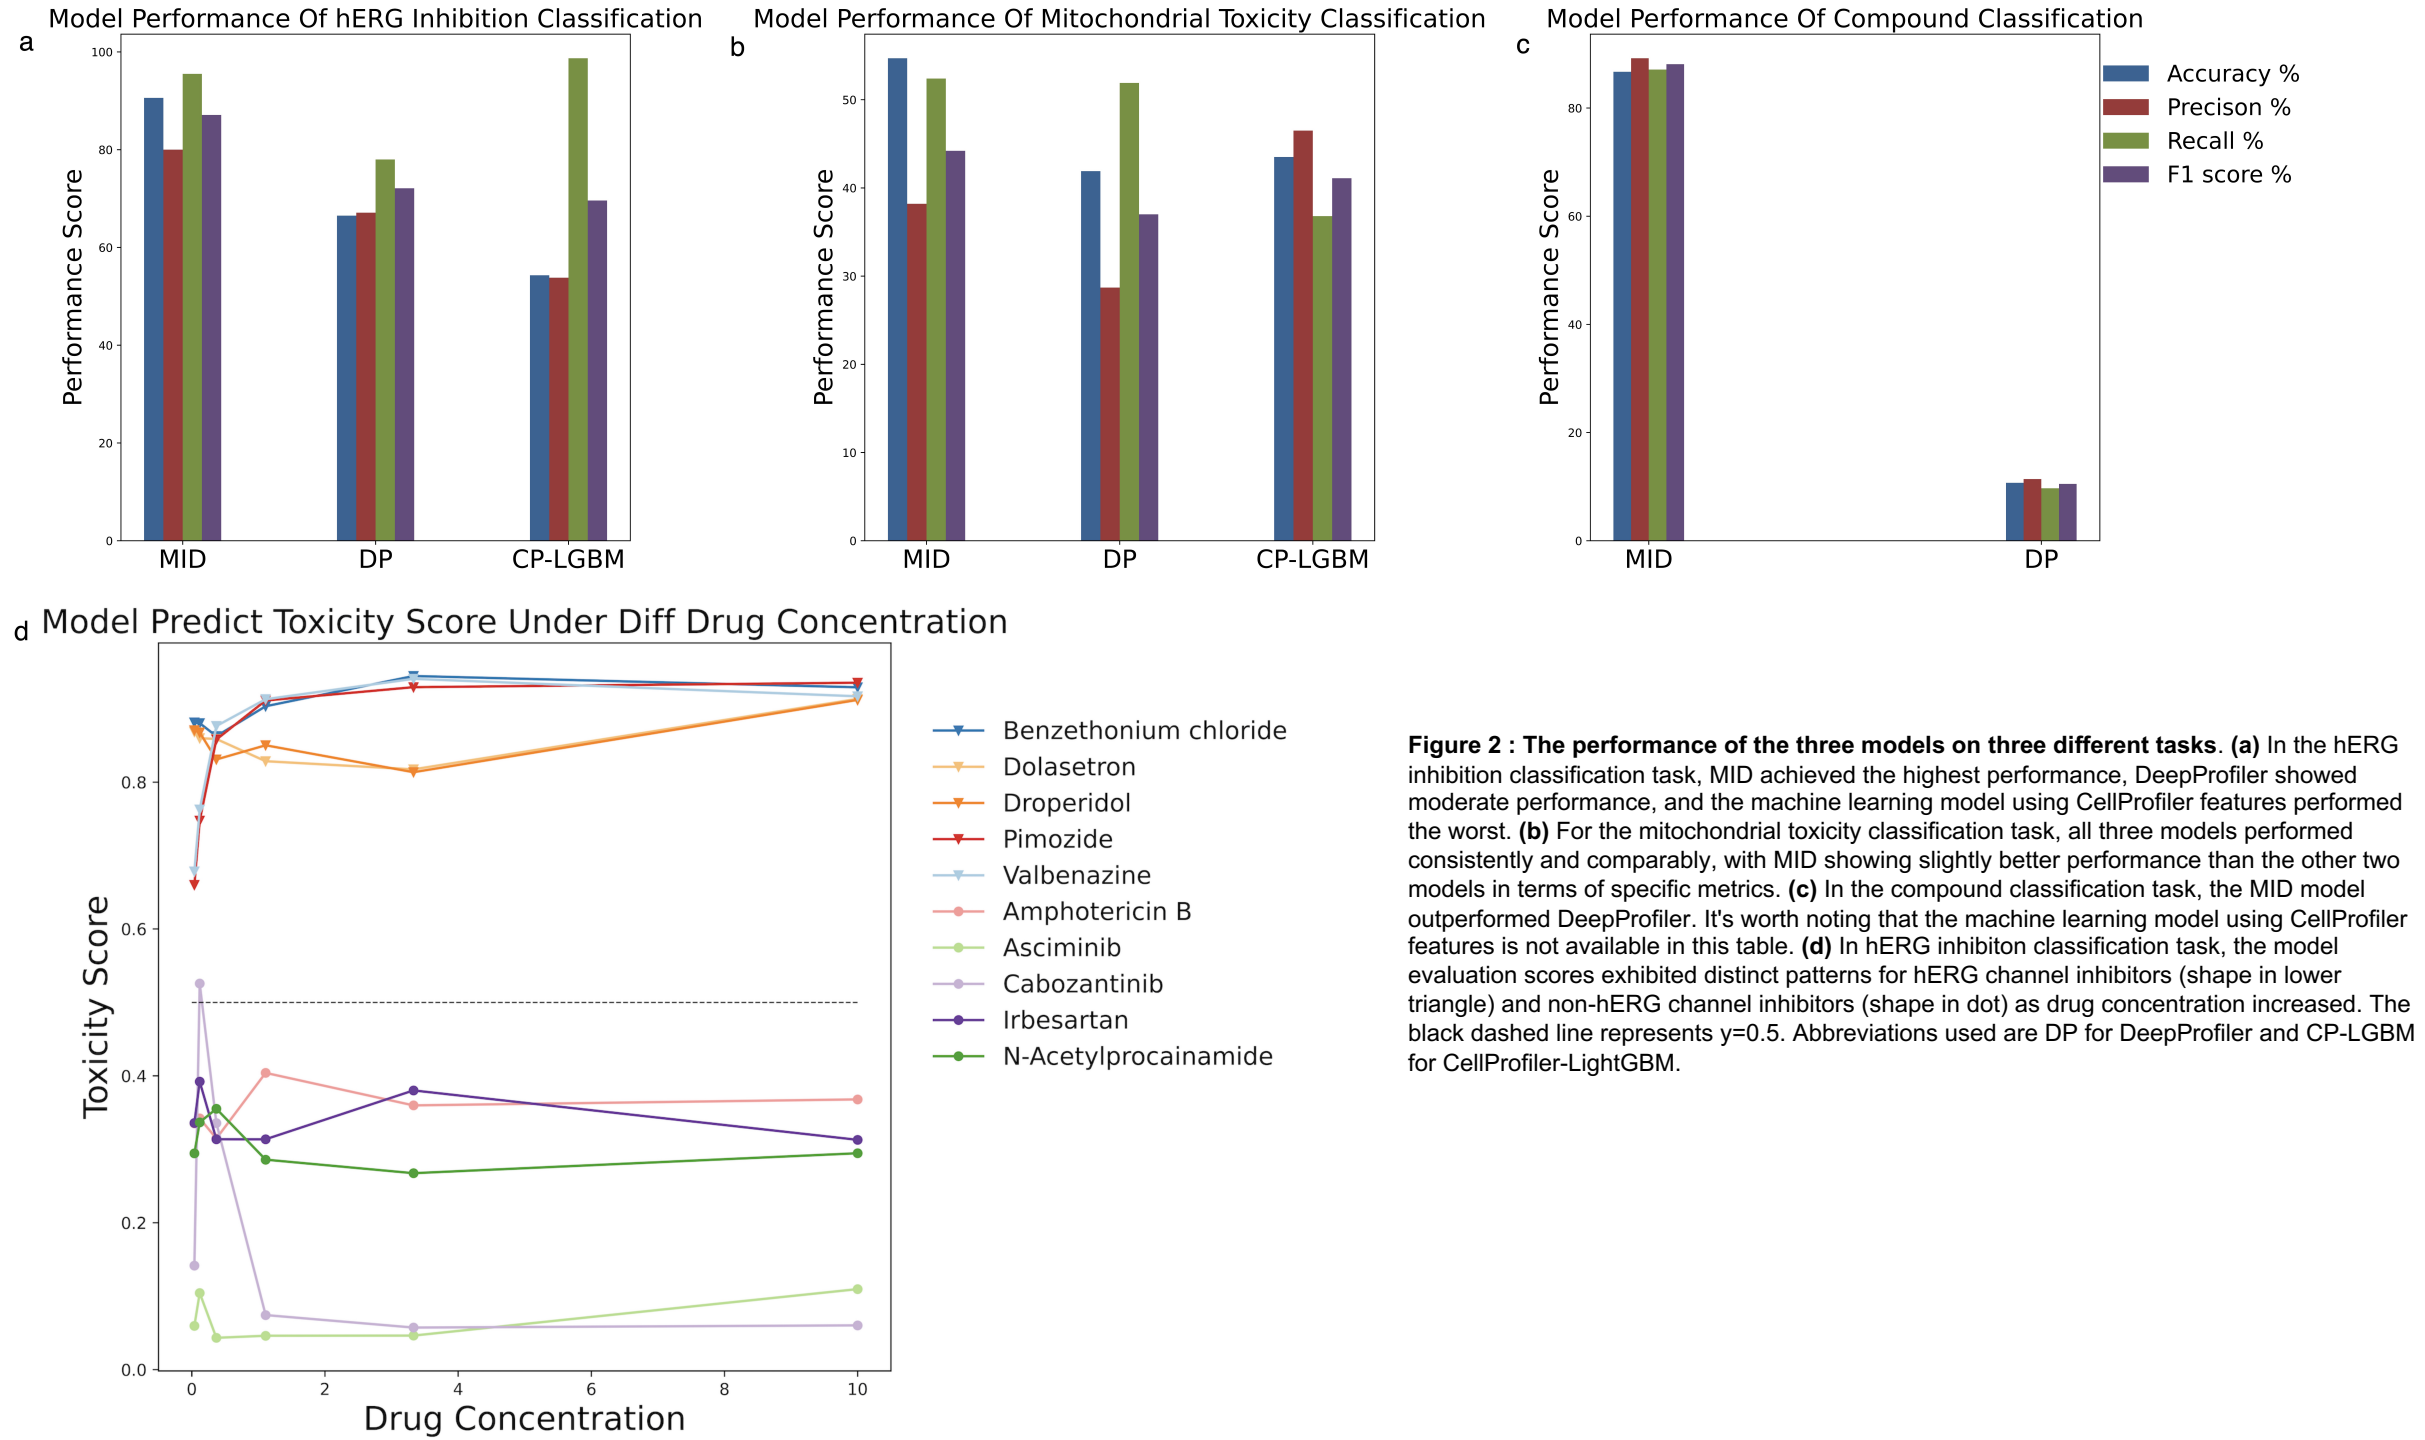 a
Model Performance Of hERG Inhibition Classification
Performance Score
100
80
60
40
20
0
MID DP CP-LGBM
b
Model Performance Of Mitochondrial Toxicity Classification
Performance Score
50
40
30
20
10
0
MID DP CP-LGBM
c
Model Performance Of Compound Classification
Performance Score
80
60
40
20
0
MID DP
Accuracy %
Precison %
Recall %
F1 score %
d
Model Predict Toxicity Score Under Diff Drug Concentration
Toxicity Score
0.8
0.6
0.4
0.2
0.0
0 2 4 6 8 10
Drug Concentration
Benzethonium chloride
Dolasetron
Droperidol
Pimozide
Valbenazine
Amphotericin B
Asciminib
Cabozantinib
Irbesartan
N-Acetylprocainamide
Figure 2 : The performance of the three models on three different tasks. (a) In the hERG
inhibition classification task, MID achieved the highest performance, DeepProfiler showed
moderate performance, and the machine learning model using CellProfiler features performed
the worst. (b) For the mitochondrial toxicity classification task, all three models performed
consistently and comparably, with MID showing slightly better performance than the other two
models in terms of specific metrics. (c) In the compound classification task, the MID model
outperformed DeepProfiler. It's worth noting that the machine learning model using CellProfiler
features is not available in this table. (d) In hERG inhibiton classification task, the model
evaluation scores exhibited distinct patterns for hERG channel inhibitors (shape in lower
triangle) and non-hERG channel inhibitors (shape in dot) as drug concentration increased. The
black dashed line represents y=0.5. Abbreviations used are DP for DeepProfiler and CP-LGBM
for CellProfiler-LightGBM.